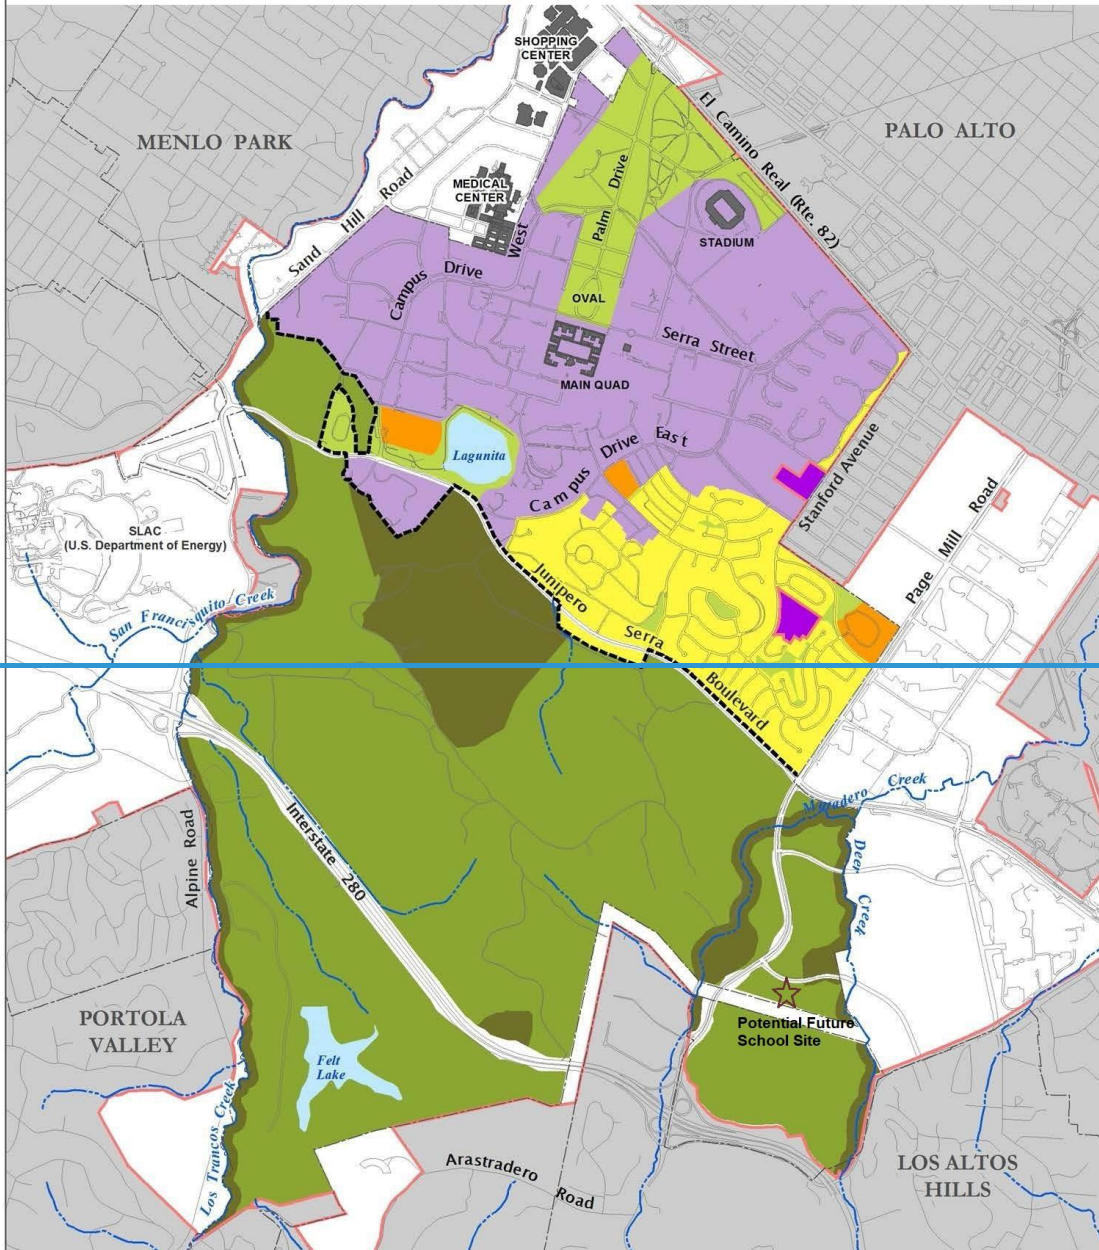 SHOPPING
CENTER
MENLO PARK
PALO ALTO
El Camino Real (Rte. 82)
Sand Hill Road
MEDICAL
CENTER
Palm Drive
STADIUM
Campus Drive West
OVAL
Serra Street
MAIN QUAD
Lagunita
Campus Drive East
Stanford Avenue
Page Mill Road
SLAC
(U.S. Department of Energy)
San Francisquito Creek
Junipero Serra Boulevard
Matadero Creek
Deer Creek
Interstate 280
Alpine Road
PORTOLA
VALLEY
Felt
Lake
Potential Future
School Site
Los Trancos Creek
Arastradero Road
LOS ALTOS
HILLS